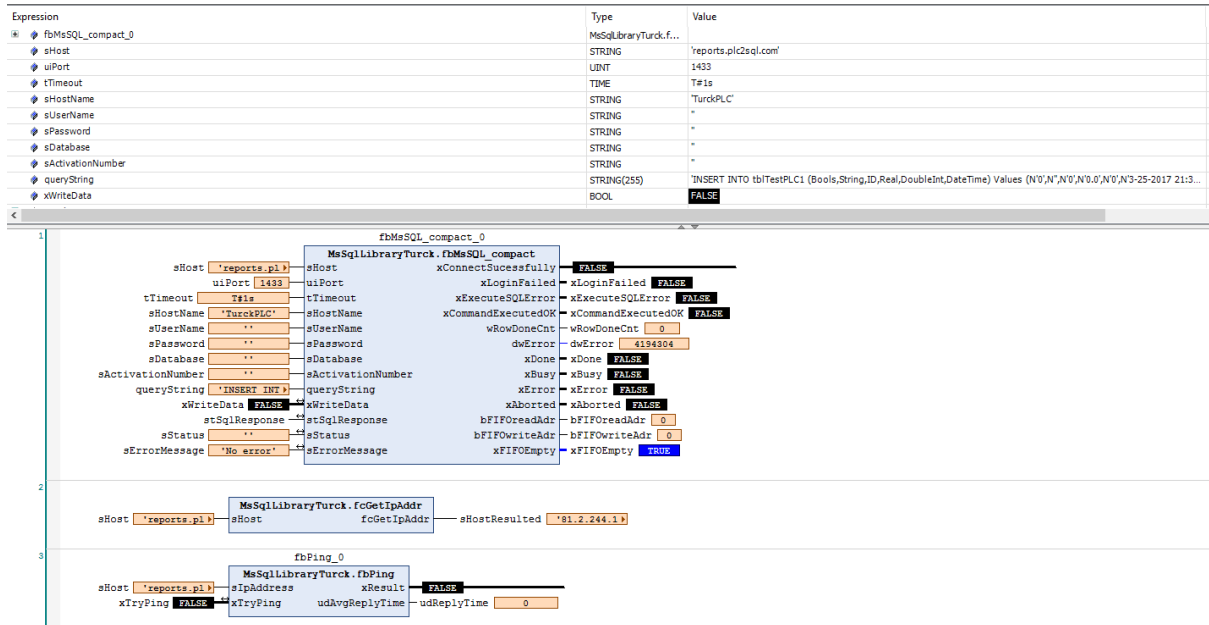 Expression Type Value
fbMsSQL_compact_0 MsSqlLibraryTurck.f...
sHost STRING 'reports.plc2sql.com'
uiPort UINT 1433
tTimeout TIME T#1s
sHostName STRING 'TurckPLC'
sUserName STRING ''
sPassword STRING ''
sDatabase STRING ''
sActivationNumber STRING ''
queryString STRING(255) 'INSERT INTO tblTestPLC1 (Bools,String,ID,Real,DoubleInt,DateTime) Values (N'0',N'',N'0',N'0.0',N'0',N'3-25-2017 21:3...
xWriteData BOOL FALSE
1 fbMsSQL_compact_0
MsSqlLibraryTurck.fbMsSQL_compact
sHost 'reports.pl sHost xConnectSucessfully FALSE
uiPort 1433 uiPort xLoginFailed xLoginFailed FALSE
tTimeout T#1s tTimeout xExecuteSQLError xExecuteSQLError FALSE
sHostName 'TurckPLC' sHostName xCommandExecutedOK xCommandExecutedOK FALSE
sUserName '' sUserName wRowDoneCnt wRowDoneCnt 0
sPassword '' sPassword dwError dwError 4194304
sDatabase '' sDatabase xDone xDone FALSE
sActivationNumber '' sActivationNumber xBusy xBusy FALSE
queryString 'INSERT INT queryString xError xError FALSE
xWriteData FALSE xWriteData xAborted xAborted FALSE
stSqlResponse stSqlResponse bFIFOreadAdr bFIFOreadAdr 0
sStatus '' sStatus bFIFOwriteAdr bFIFOwriteAdr 0
sErrorMessage 'No error' sErrorMessage xFIFOEmpty xFIFOEmpty TRUE
2
MsSqlLibraryTurck.fcGetIpAddr
sHost 'reports.pl sHost fcGetIpAddr sHostResulted '81.2.244.1
3 fbPing_0
MsSqlLibraryTurck.fbPing
sHost 'reports.pl sIpAddress xResult FALSE
xTryPing FALSE xTryPing udAvgReplyTime udReplyTime 0